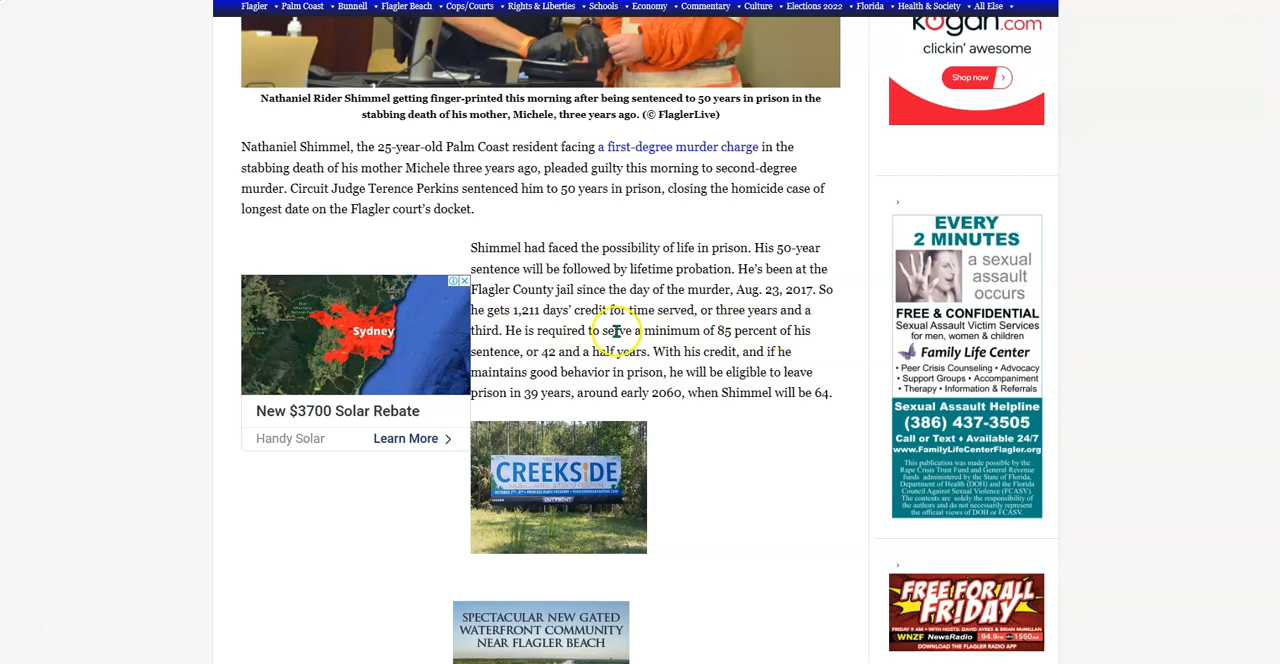 Flagler Palm Coast Bunnell Flagler Beach Cops/Courts Rights & Liberties Schools Economy Commentary Culture Elections 2022 Florida Health & Society All Else
Nathaniel Rider Shimmel getting finger-printed this morning after being sentenced to 50 years in prison in the
stabbing death of his mother, Michele, three years ago. (© FlaglerLive)
Nathaniel Shimmel, the 25-year-old Palm Coast resident facing a first-degree murder charge in the
stabbing death of his mother Michele three years ago, pleaded guilty this morning to second-degree
murder. Circuit Judge Terence Perkins sentenced him to 50 years in prison, closing the homicide case of
longest date on the Flagler court's docket.
Shimmel had faced the possibility of life in prison. His 50-year
sentence will be followed by lifetime probation. He's been at the
Flagler County jail since the day of the murder, Aug. 23, 2017. So
he gets 1,211 days' credit for time served, or three years and a
third. He is required to serve a minimum of 85 percent of his
sentence, or 42 and a half years. With his credit, and if he
maintains good behavior in prison, he will be eligible to leave
prison in 39 years, around early 2060, when Shimmel will be 64.
Sydney
New $3700 Solar Rebate
Handy Solar
Learn More
CREEKSIDE
OUTFRONT
SPECTACULAR NEW GATED
WATERFRONT COMMUNITY
NEAR FLAGLER BEACH
kogan.com
clickin' awesome
Shop now
EVERY
2 MINUTES
a sexual
assault
occurs
FREE & CONFIDENTIAL
Sexual Assault Victim Services
for men, women & children
Family Life Center
• Peer Crisis Counseling • Advocacy
• Support Groups • Accompaniment
• Therapy • Information & Referrals
Sexual Assault Helpline
(386) 437-3505
Call or Text ♦ Available 24/7
www.FamilyLifeCenterFlagler.org
This publication was made possible by the
Rape Crisis Trust Fund and General Revenue
funds administered by the State of Florida,
Department of Health (DOH) and the Florida
Council Against Sexual Violence (FCASV).
The contents are solely the responsibility of
the authors and do not necessarily represent
the official views of DOH or FCASV.
FREE FOR ALL
FRIDAY
FRIDAY 9 AM • WITH HOSTS: DAVID AYRES & BRIAN McMILLAN
WNZF NewsRadio 94.9FM 1550AM
DOWNLOAD THE FLAGLER RADIO APP